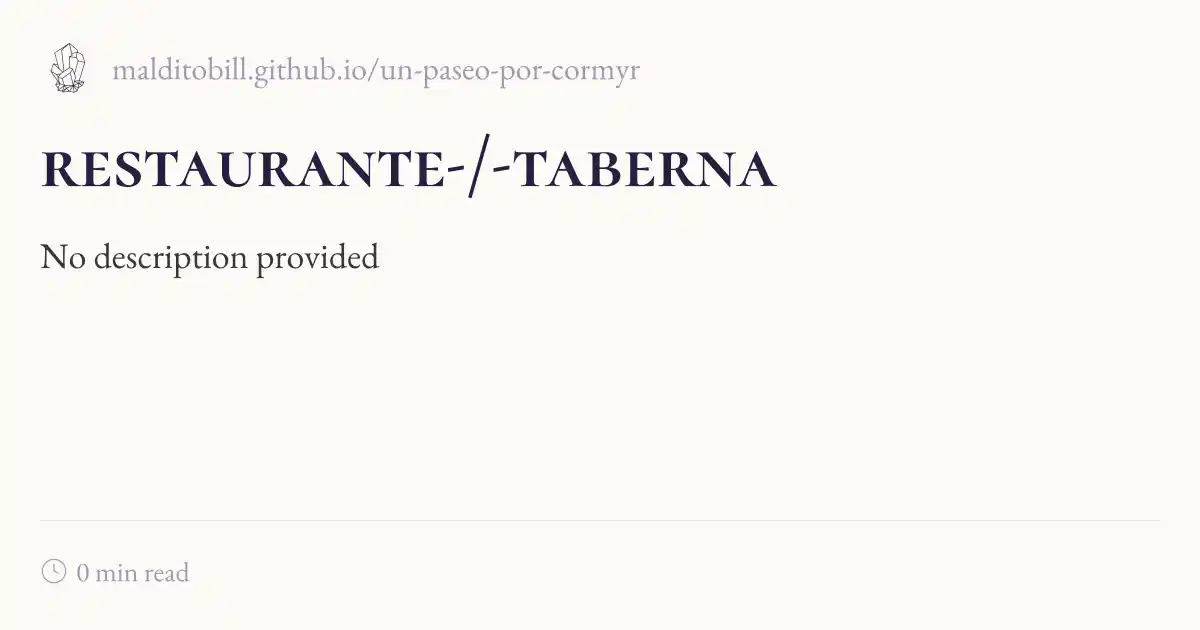 malditobill.github.io/un-paseo-por-cormyr
RESTAURANTE-/-TABERNA
No description provided
0 min read